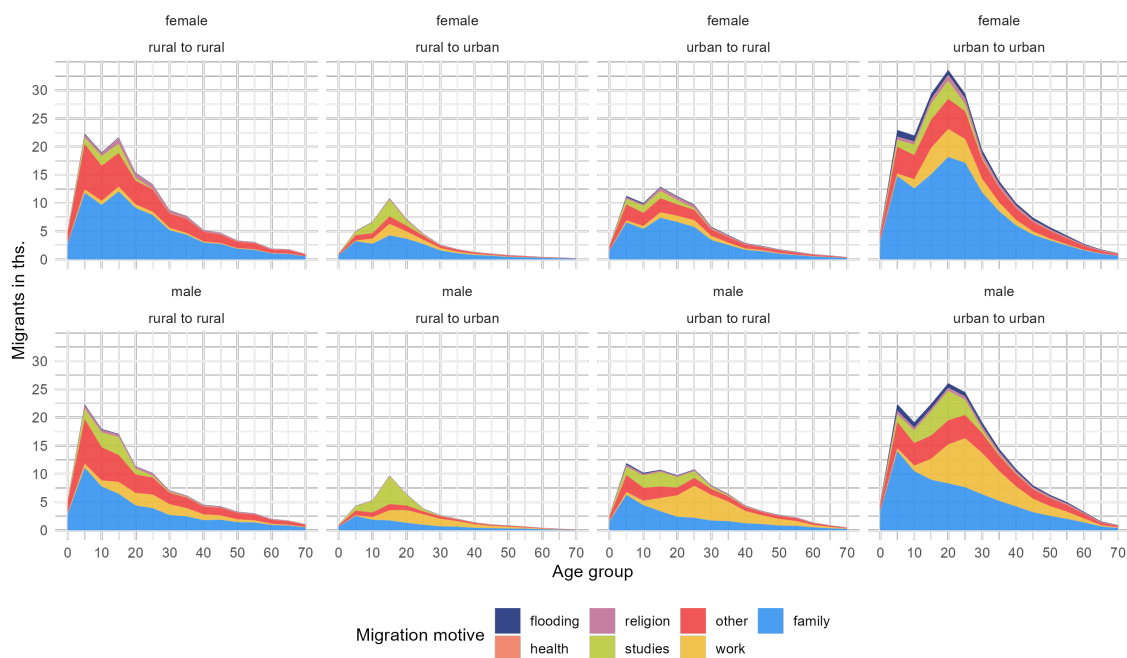 female female female female
rural to rural rural to urban urban to rural urban to urban
30
25
20
15
10
5
0
male male male male
rural to rural rural to urban urban to rural urban to urban
30
25
20
15
10
5
0
0 10 20 30 40 50 60 70 0 10 20 30 40 50 60 70 0 10 20 30 40 50 60 70 0 10 20 30 40 50 60 70
Migrants in ths.
Age group
Migration motive
flooding religion other family
health studies work